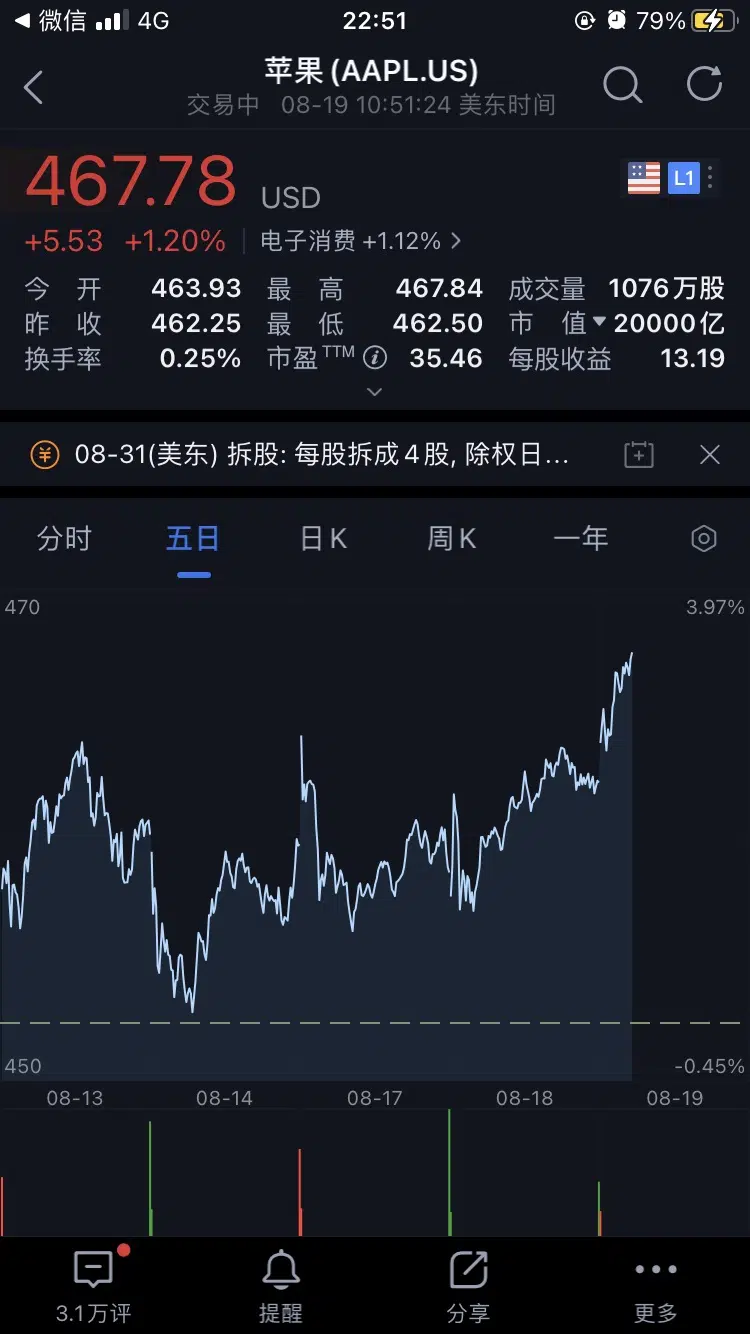 微信 4G 22:51 79%
苹果(AAPL.US)
交易中 08-19 10:51:24 美东时间
467.78 USD L1
+5.53 +1.20% 电子消费 +1.12%
今开 463.93 最高 467.84 成交量 1076万股
昨收 462.25 最低 462.50 市值 20000亿
换手率 0.25% 市盈TTM i 35.46 每股收益 13.19
¥ 08-31(美东) 拆股: 每股拆成4股, 除权日...
分时 五日 日K 周K 一年
470 3.97%
450 -0.45%
08-13 08-14 08-17 08-18 08-19
3.1万评 提醒 分享 更多